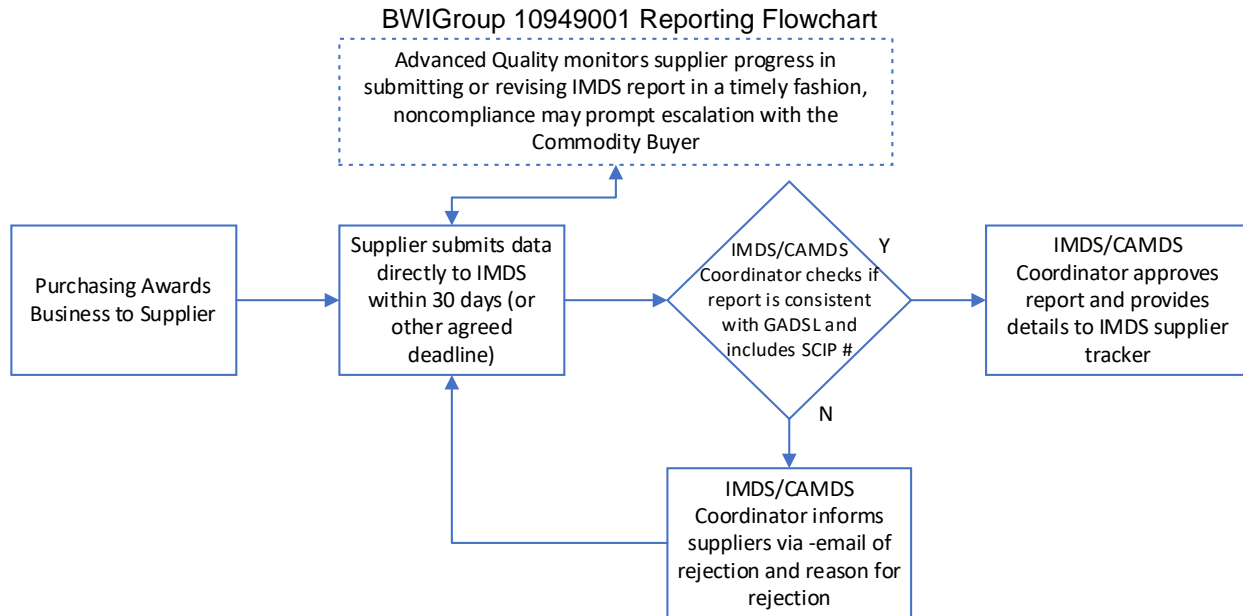 BWIGroup 10949001 Reporting Flowchart
Advanced Quality monitors supplier progress in
submitting or revising IMDS report in a timely fashion,
noncompliance may prompt escalation with the
Commodity Buyer
Purchasing Awards
Business to Supplier
Supplier submits data
directly to IMDS
within 30 days (or
other agreed
deadline)
IMDS/CAMDS
Coordinator checks if
report is consistent
with GADSL and
includes SCIP #
Y
IMDS/CAMDS
Coordinator approves
report and provides
details to IMDS supplier
tracker
N
IMDS/CAMDS
Coordinator informs
suppliers via -email of
rejection and reason for
rejection